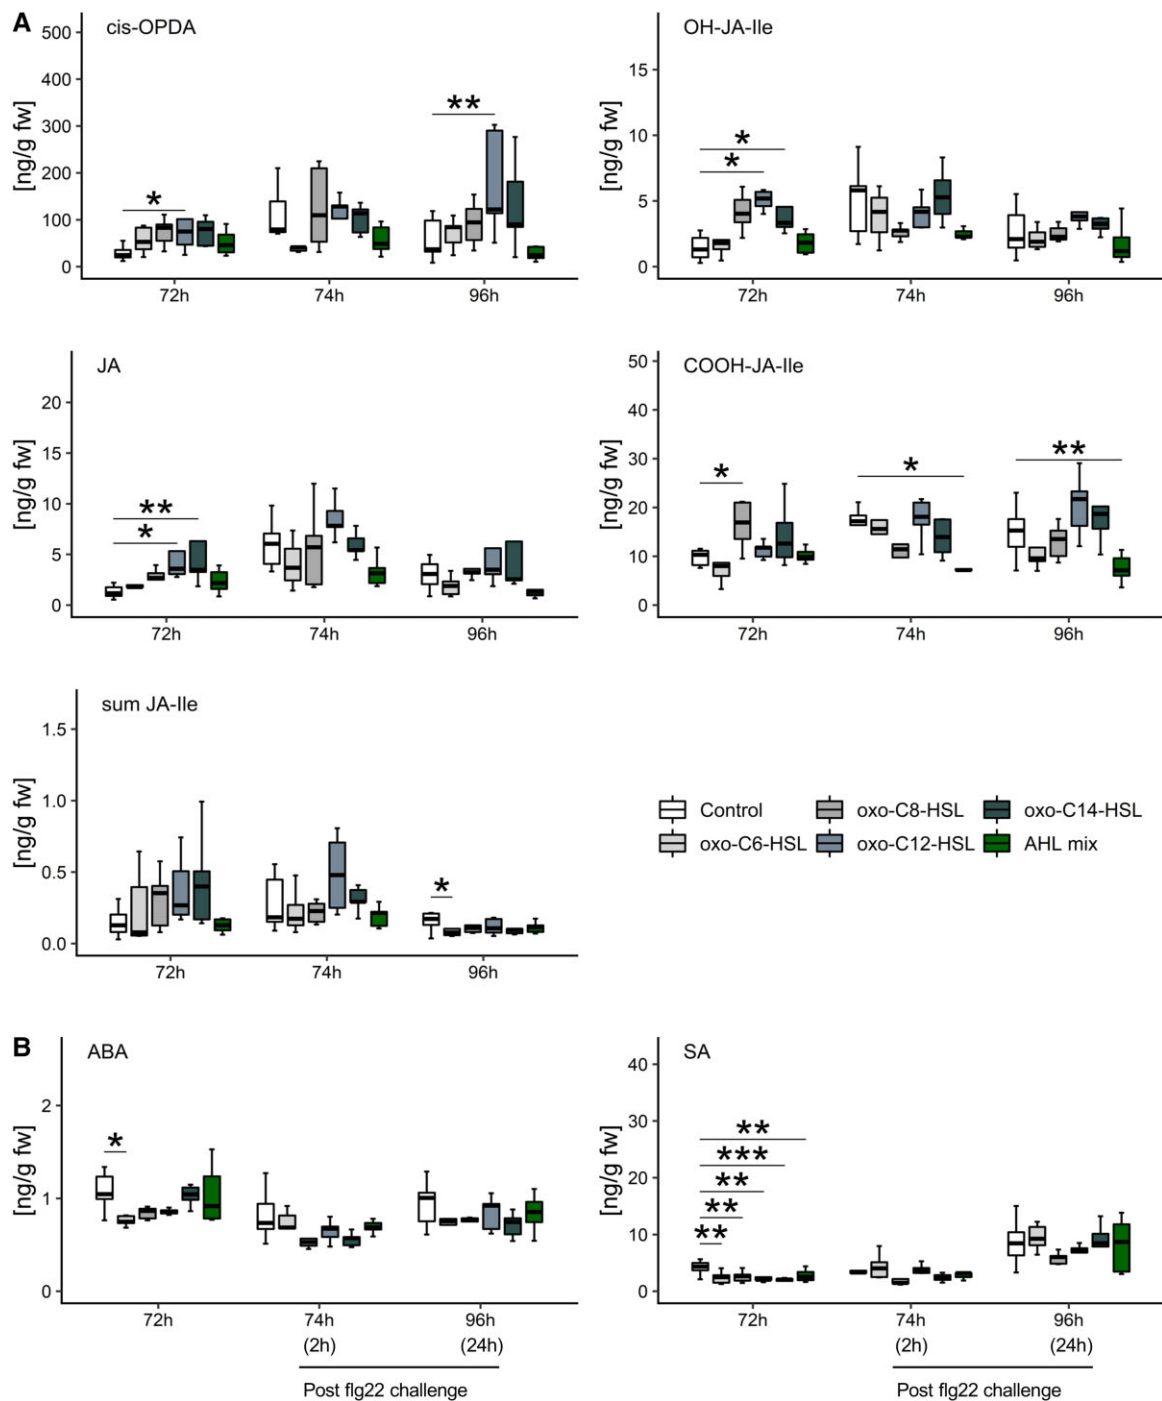 A
cis-OPDA
[ng/g fw]
500
400
300
200
100
0
*
**
72h 74h 96h
OH-JA-Ile
[ng/g fw]
15
10
5
0
*
*
72h 74h 96h
JA
[ng/g fw]
20
15
10
5
0
**
*
72h 74h 96h
COOH-JA-Ile
[ng/g fw]
50
40
30
20
10
0
*
*
**
72h 74h 96h
sum JA-Ile
[ng/g fw]
1.5
1.0
0.5
0.0
*
72h 74h 96h
Control oxo-C8-HSL oxo-C14-HSL
oxo-C6-HSL oxo-C12-HSL AHL mix
B
ABA
[ng/g fw]
2
1
0
*
72h 74h 96h
(2h) (24h)
Post flg22 challenge
SA
[ng/g fw]
40
30
20
10
0
**
***
**
**
**
72h 74h 96h
(2h) (24h)
Post flg22 challenge